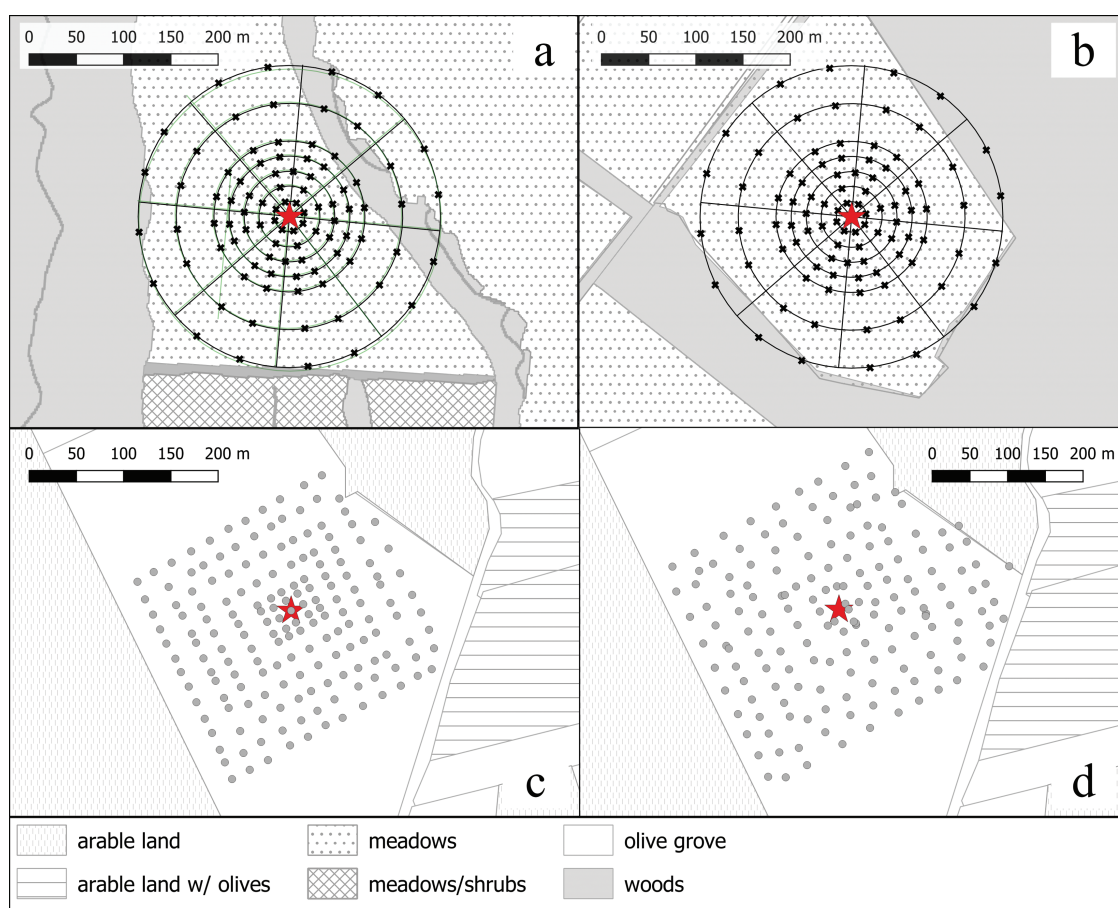 0 50 100 150 200 m
a
0 50 100 150 200 m
b
0 50 100 150 200 m
c
0 50 100 150 200 m
d
arable land
meadows
olive grove
arable land w/ olives
meadows/shrubs
woods